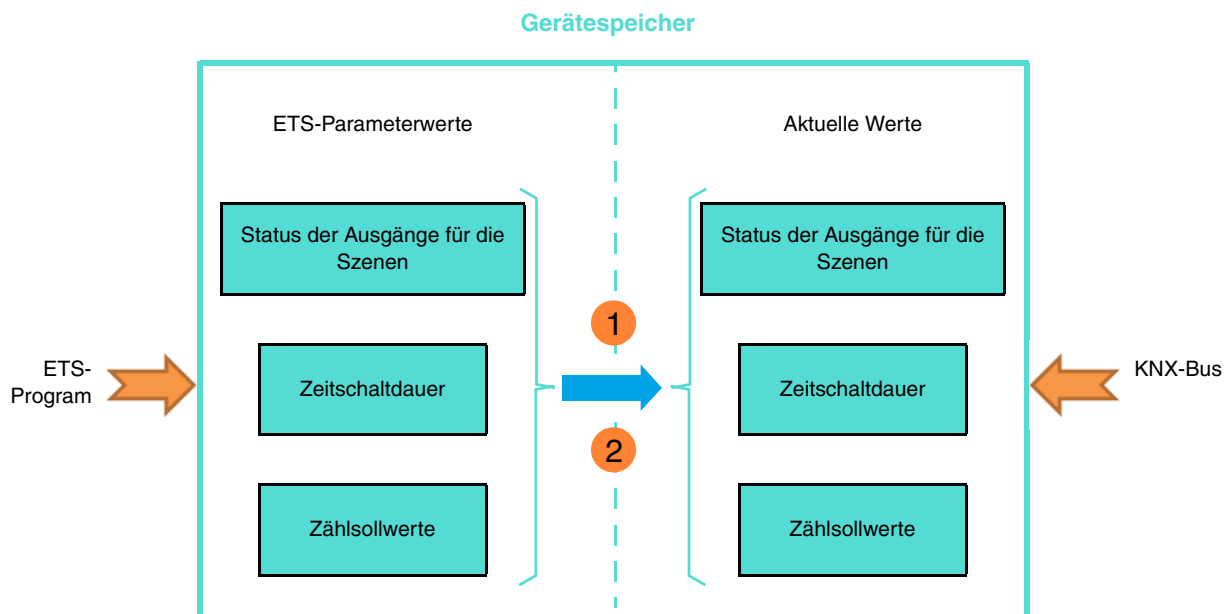 Gerätespeicher
ETS-Parameterwerte
Aktuelle Werte
Status der Ausgänge für die
Szenen
Status der Ausgänge für die
Szenen
1
ETS-
Program
Zeitschaltdauer
Zeitschaltdauer
KNX-Bus
2
Zählsollwerte
Zählsollwerte